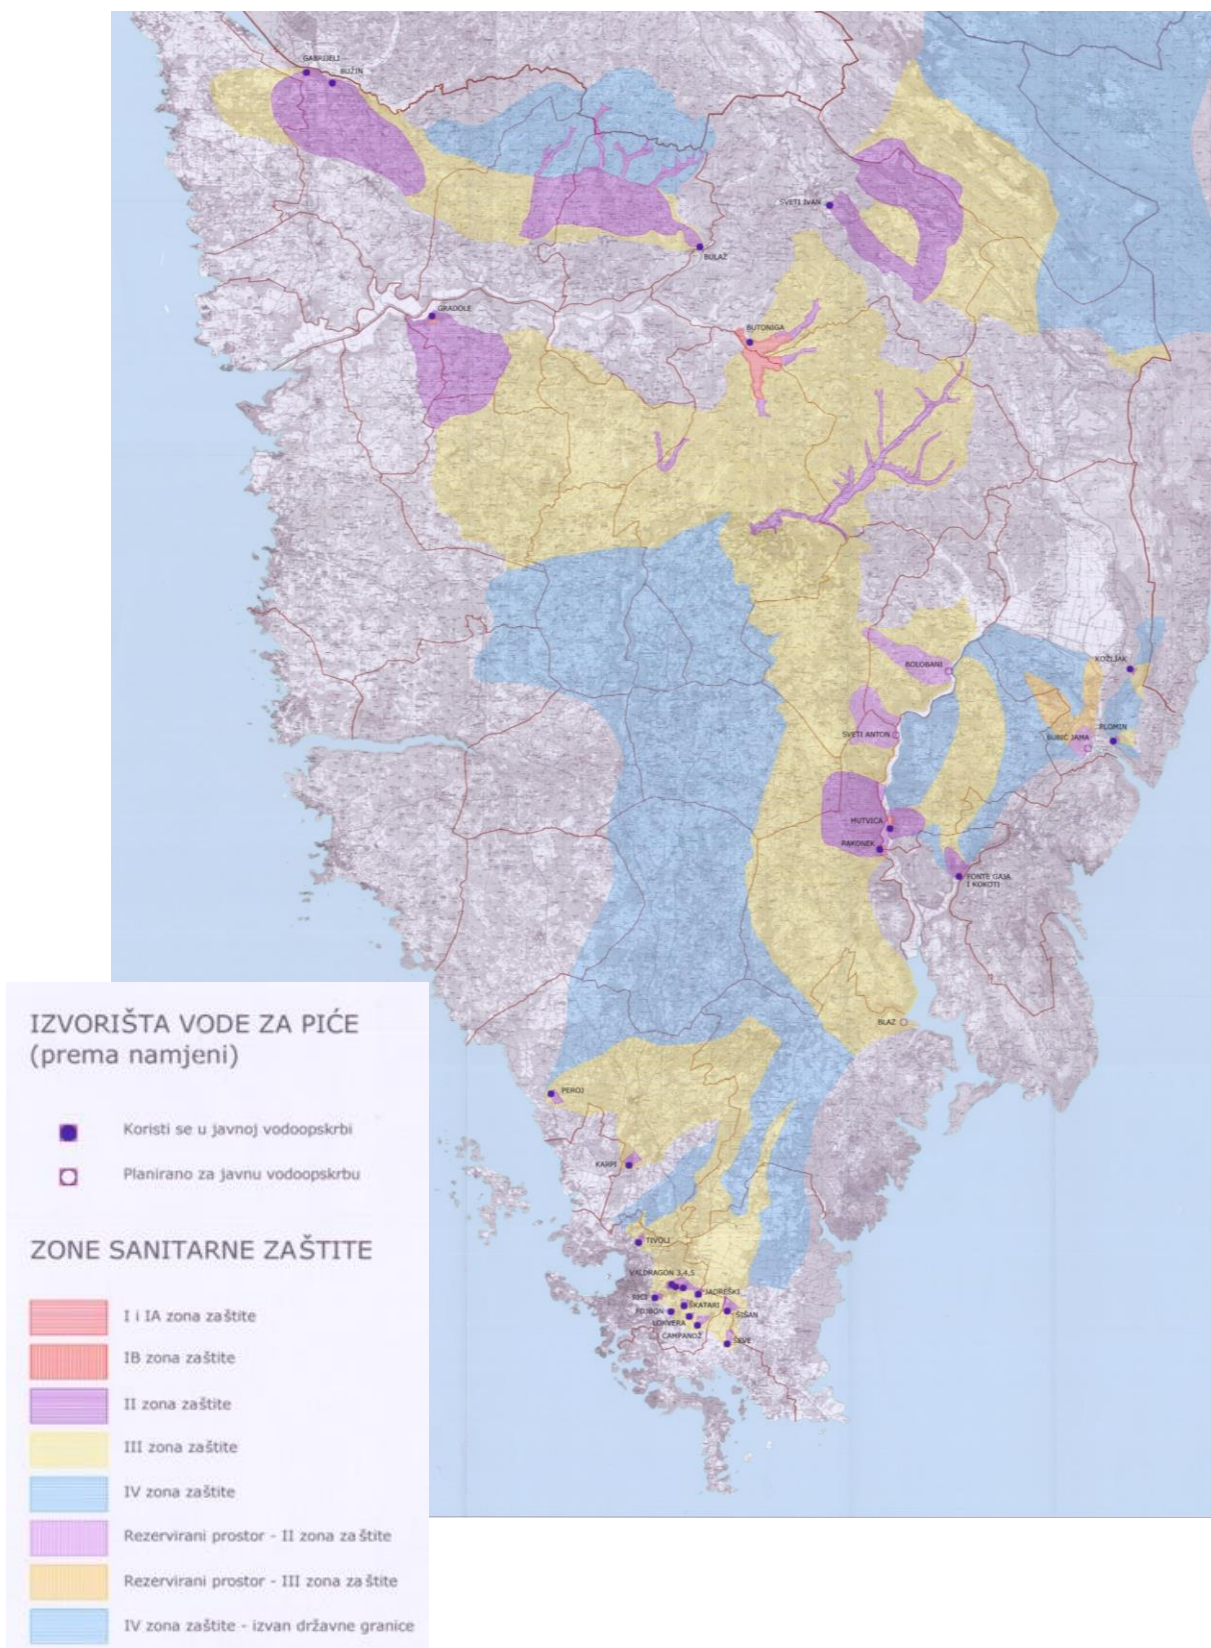 GABRIJELI
BUŽIN
SVETI IVAN
BULAŽ
GRADOLE
BUTONIGA
BOLOBANI
KOŽLJAK
SVETI ANTON
BUBIĆ JAMA
PLOMIN
MUTVICA
RAKONEK
FONTE GAJA
I KOKOTI
BLAZ
PEROJ
KARPI
TIVOLI
VALDRAGON 3,4,5
JADREŠKI
ŠKATARI
ŠIŠAN
LOKVERA
CAMPANOŽ
ŠKVE
IZVORIŠTA VODE ZA PIĆE
(prema namjeni)
Koristi se u javnoj vodoopskrbi
Planirano za javnu vodoopskrbu
ZONE SANITARNE ZAŠTITE
I i IA zona zaštite
IB zona zaštite
II zona zaštite
III zona zaštite
IV zona zaštite
Rezervirani prostor - II zona zaštite
Rezervirani prostor - III zona zaštite
IV zona zaštite - izvan državne granice